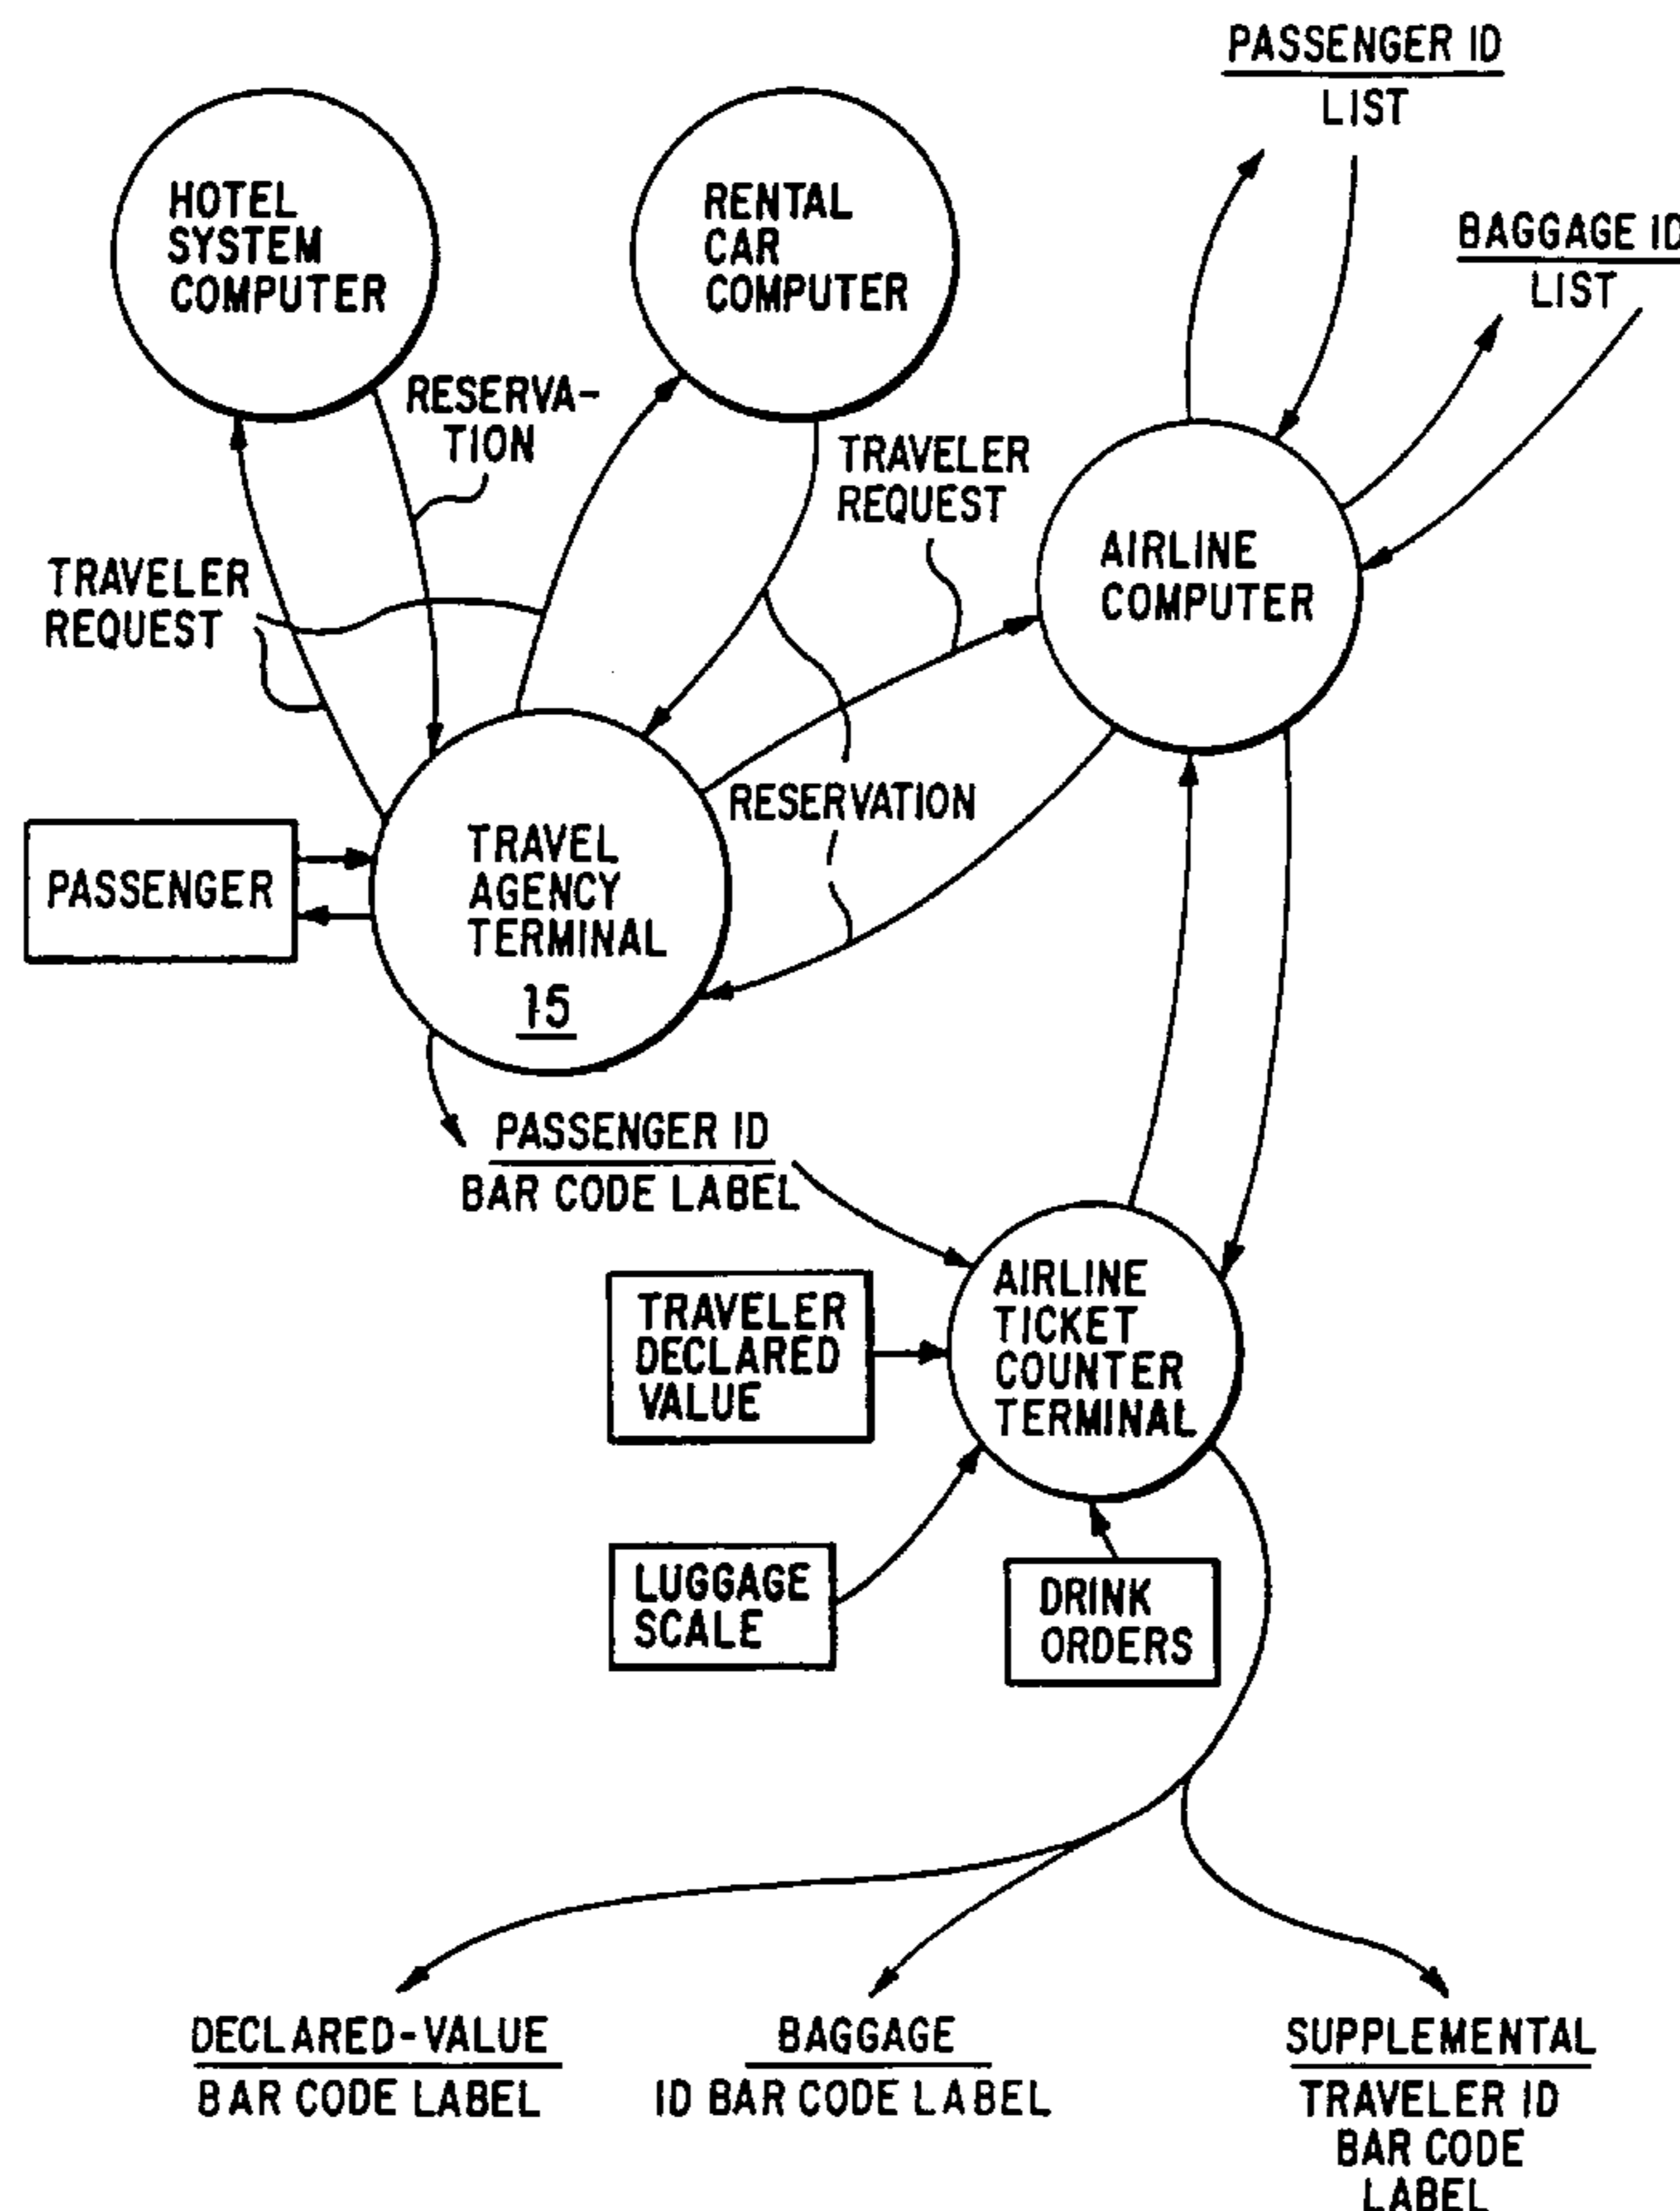 PASSENGER ID
LIST
HOTEL
SYSTEM
COMPUTER
RENTAL
CAR
COMPUTER
BAGGAGE ID
LIST
RESERVA-
TION
TRAVELER
REQUEST
AIRLINE
COMPUTER
TRAVELER
REQUEST
RESERVATION
PASSENGER
TRAVEL
AGENCY
TERMINAL
15
PASSENGER ID
BAR CODE LABEL
TRAVELER
DECLARED
VALUE
AIRLINE
TICKET
COUNTER
TERMINAL
LUGGAGE
SCALE
DRINK
ORDERS
DECLARED-VALUE
BAR CODE LABEL
BAGGAGE
ID BAR CODE LABEL
SUPPLEMENTAL
TRAVELER ID
BAR CODE
LABEL